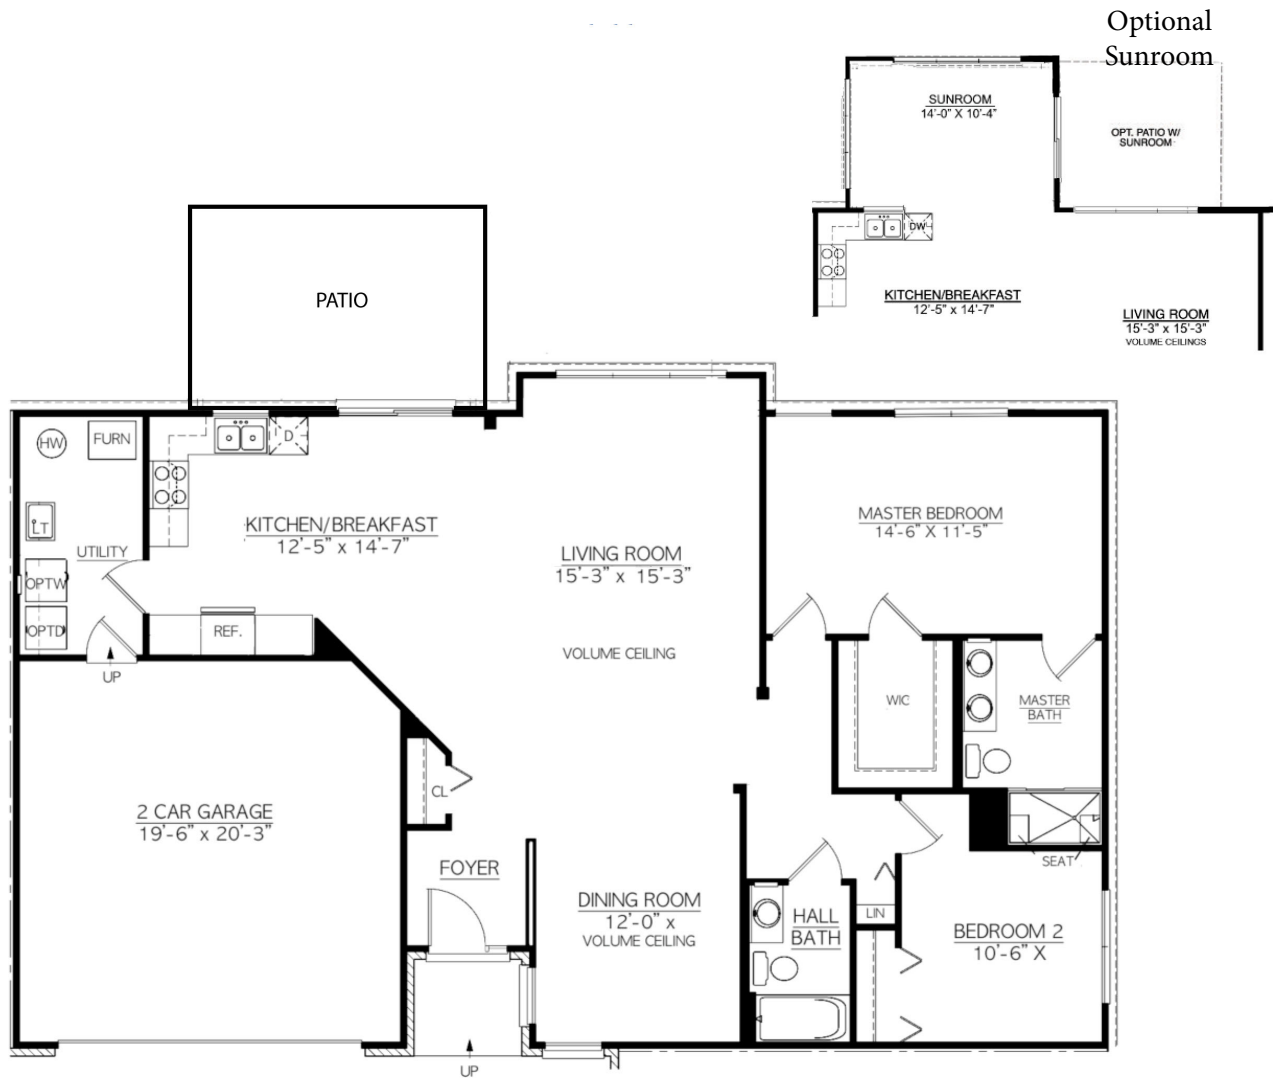 Optional
Sunroom
SUNROOM
14'-0" X 10'-4"
OPT. PATIO W/
SUNROOM
DW
KITCHEN/BREAKFAST
12'-5" x 14'-7"
LIVING ROOM
15'-3" x 15'-3"
VOLUME CEILINGS
PATIO
HW
FURN
D
LT
UTILITY
OPTW
OPTD
UP
KITCHEN/BREAKFAST
12'-5" x 14'-7"
REF.
LIVING ROOM
15'-3" x 15'-3"
VOLUME CEILING
MASTER BEDROOM
14'-6" X 11'-5"
WIC
MASTER
BATH
SEAT
2 CAR GARAGE
19'-6" x 20'-3"
CL
FOYER
UP
DINING ROOM
12'-0" x
VOLUME CEILING
HALL
BATH
LIN
BEDROOM 2
10'-6" X